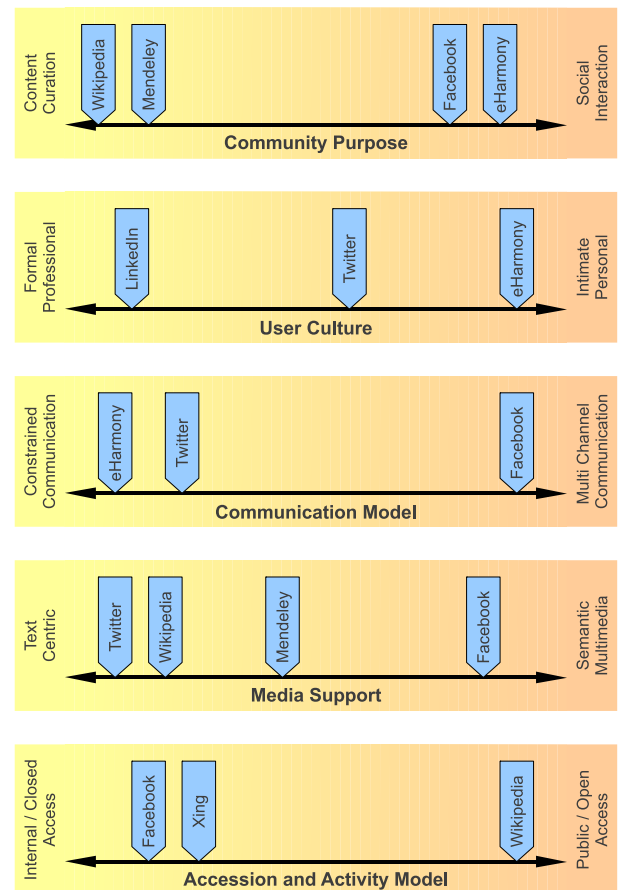 Content
Curation
Wikipedia
Mendeley
Facebook
eHarmony
Social
Interaction
Community Purpose
Formal
Professional
LinkedIn
Twitter
eHarmony
Intimate
Personal
User Culture
Constrained
Communication
eHarmony
Twitter
Facebook
Multi Channel
Communication
Communication Model
Text
Centric
Twitter
Wikipedia
Mendeley
Facebook
Semantic
Multimedia
Media Support
Internal / Closed
Access
Facebook
Xing
Wikipedia
Public / Open
Access
Accession and Activity Model